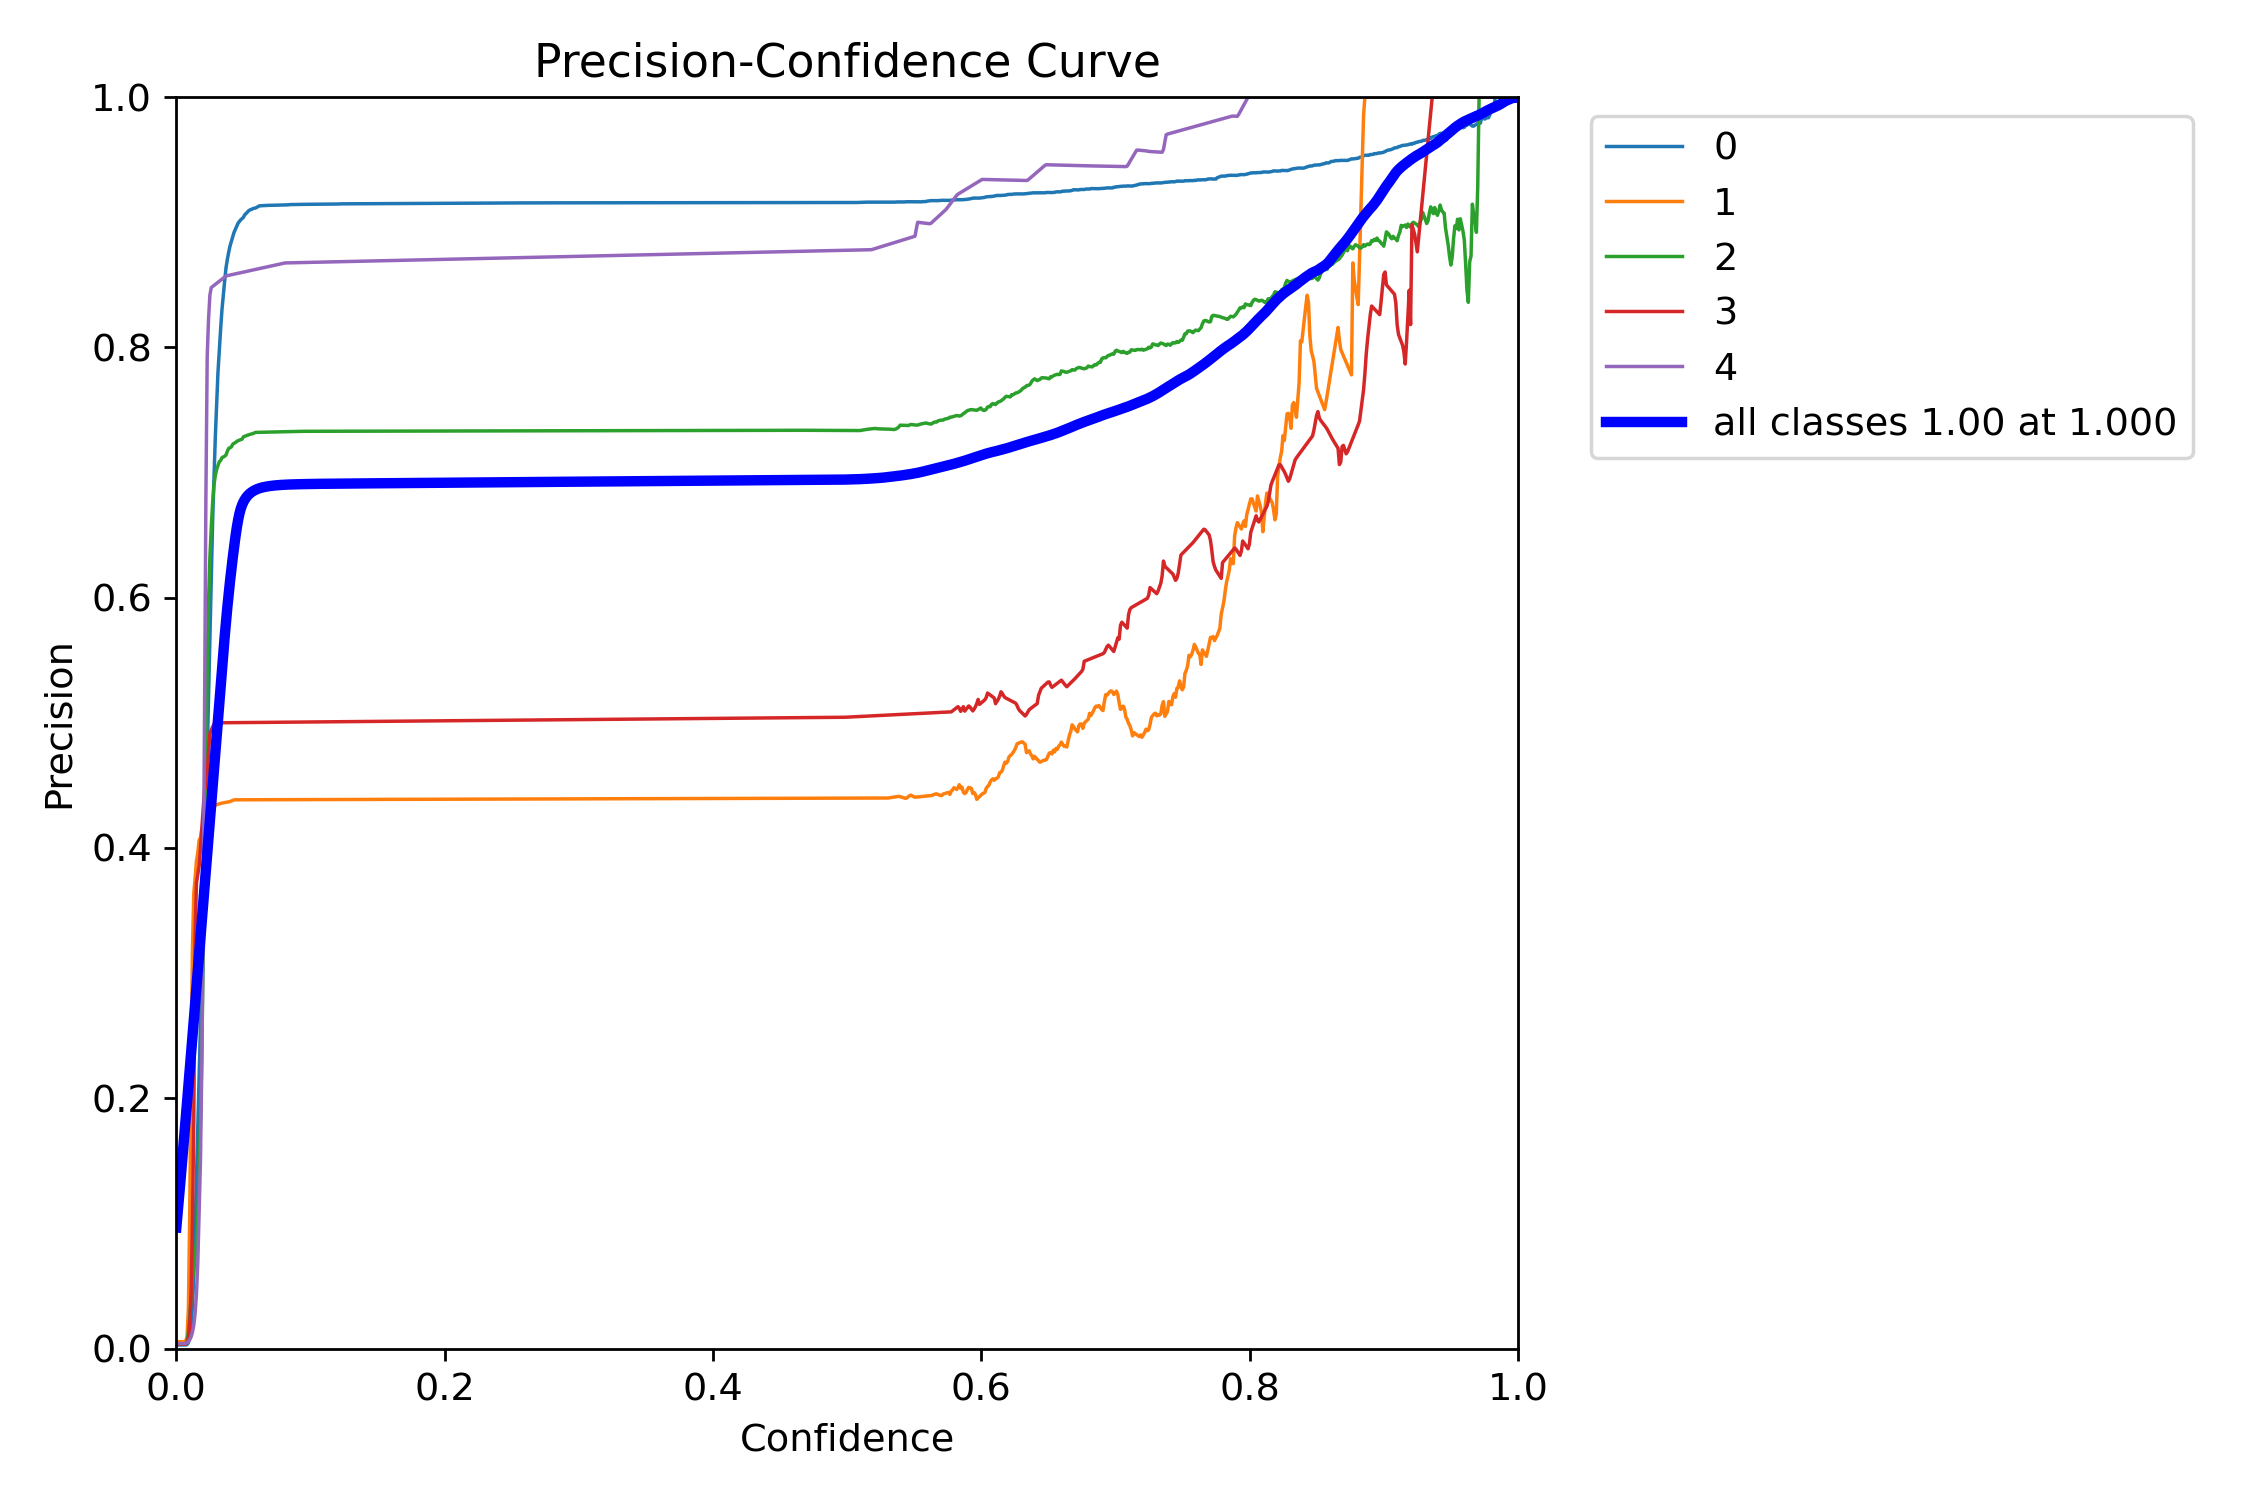 Precision-Confidence Curve
1.0
0.8
0.6
0.4
0.2
0.0
Precision
0.0 0.2 0.4 0.6 0.8 1.0
Confidence
0
1
2
3
4
all classes 1.00 at 1.000